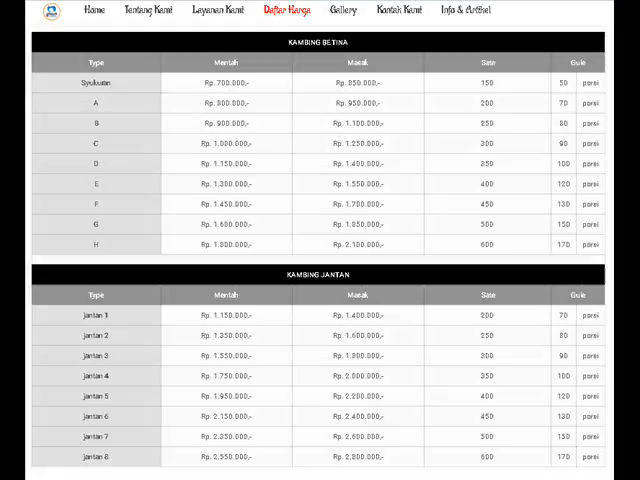 Home Tentang Kami Layanan Kami Daftar Harga Gallery Kontak Kami Info & Artikel
KAMBING BETINA
Type Mentah Masak Sate Gule
Syukuran Rp. 700.000,- Rp. 850.000,- 150 50 porsi
A Rp. 800.000,- Rp. 950.000,- 200 70 porsi
B Rp. 900.000,- Rp. 1.100.000,- 250 80 porsi
C Rp. 1.000.000,- Rp. 1.250.000,- 300 90 porsi
D Rp. 1.150.000,- Rp. 1.400.000,- 350 100 porsi
E Rp. 1.300.000,- Rp. 1.550.000,- 400 120 porsi
F Rp. 1.450.000,- Rp. 1.700.000,- 450 130 porsi
G Rp. 1.600.000,- Rp. 1.850.000,- 500 150 porsi
H Rp. 1.800.000,- Rp. 2.100.000,- 600 170 porsi
KAMBING JANTAN
Type Mentah Masak Sate Gule
jantan 1 Rp. 1.150.000,- Rp. 1.400.000,- 200 70 porsi
jantan 2 Rp. 1.350.000,- Rp. 1.600.000,- 250 80 porsi
jantan 3 Rp. 1.550.000,- Rp. 1.800.000,- 300 90 porsi
jantan 4 Rp. 1.750.000,- Rp. 2.000.000,- 350 100 porsi
jantan 5 Rp. 1.950.000,- Rp. 2.200.000,- 400 120 porsi
jantan 6 Rp. 2.150.000,- Rp. 2.400.000,- 450 130 porsi
jantan 7 Rp. 2.350.000,- Rp. 2.600.000,- 500 150 porsi
jantan 8 Rp. 2.550.000,- Rp. 2.800.000,- 600 170 porsi